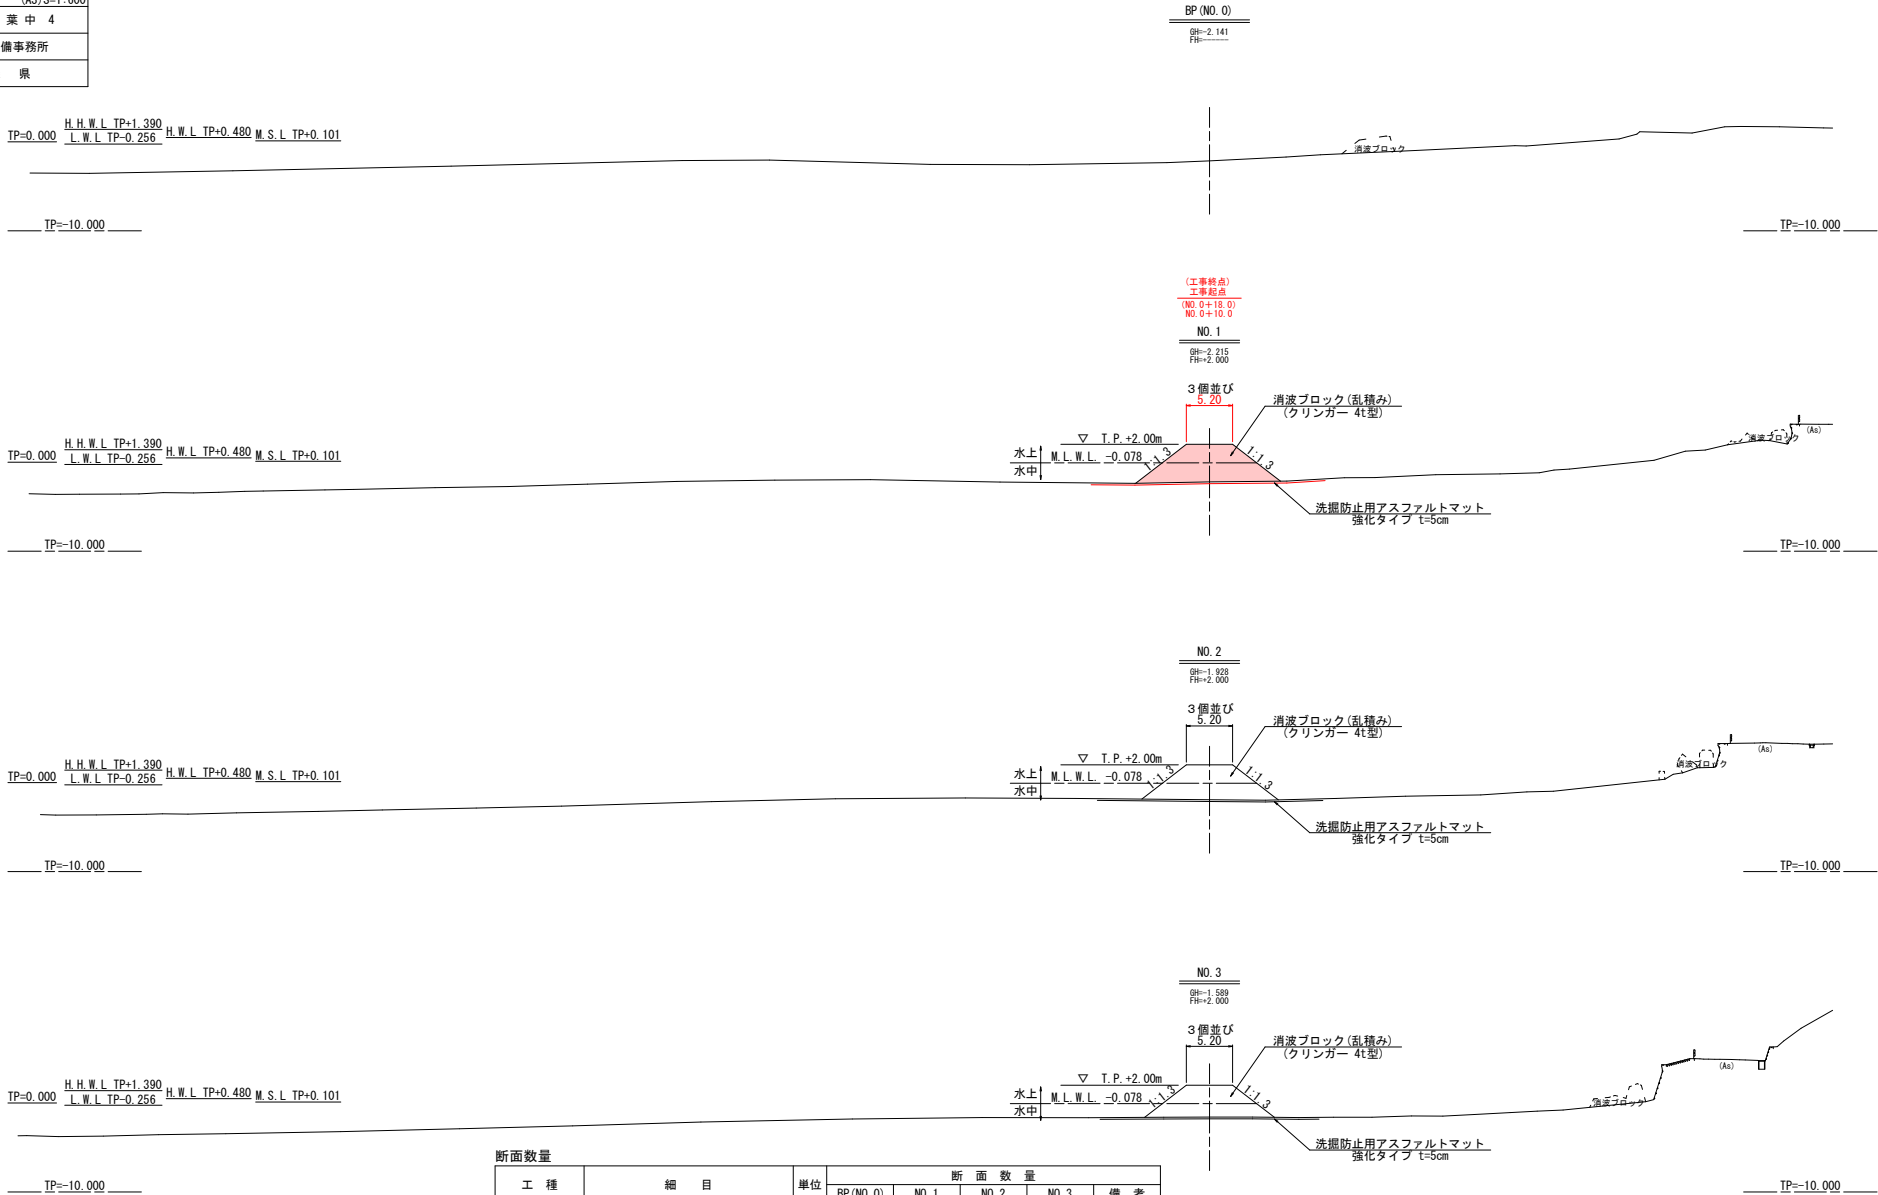 葉 中 4
備事務所
県
BP(NO.0)
GH=-2.141
FH=------
TP=0.000 H.H.W.L TP+1.390 L.W.L TP-0.256 H.W.L TP+0.480 M.S.L TP+0.101
消波ブロック
TP=-10.000
TP=-10.000
(工事終点)
工事起点
(NO.0+18.0)
NO.0+10.0
NO.1
GH=-2.215
FH=+2.000
3個並び
5.20
消波ブロック(乱積み)
(クリンガー 4t型)
▽ T.P.+2.00m
水上
M.L.W.L. -0.078
水中
1:1.3
1:1.3
TP=0.000 H.H.W.L TP+1.390 L.W.L TP-0.256 H.W.L TP+0.480 M.S.L TP+0.101
消波ブロック
(As)
洗掘防止用アスファルトマット
強化タイプ t=5cm
TP=-10.000
TP=-10.000
NO.2
GH=-1.928
FH=+2.000
3個並び
5.20
消波ブロック(乱積み)
(クリンガー 4t型)
▽ T.P.+2.00m
水上
M.L.W.L. -0.078
水中
1:1.3
1:1.3
TP=0.000 H.H.W.L TP+1.390 L.W.L TP-0.256 H.W.L TP+0.480 M.S.L TP+0.101
消波ブロック
(As)
洗掘防止用アスファルトマット
強化タイプ t=5cm
TP=-10.000
TP=-10.000
NO.3
GH=-1.589
FH=+2.000
3個並び
5.20
消波ブロック(乱積み)
(クリンガー 4t型)
▽ T.P.+2.00m
水上
M.L.W.L. -0.078
水中
1:1.3
1:1.3
TP=0.000 H.H.W.L TP+1.390 L.W.L TP-0.256 H.W.L TP+0.480 M.S.L TP+0.101
消波ブロック
(As)
洗掘防止用アスファルトマット
強化タイプ t=5cm
TP=-10.000
TP=-10.000
断面数量
工 種 細 目 単位 断 面 数 量
BP(NO.0) NO.1 NO.2 NO.3 備 考